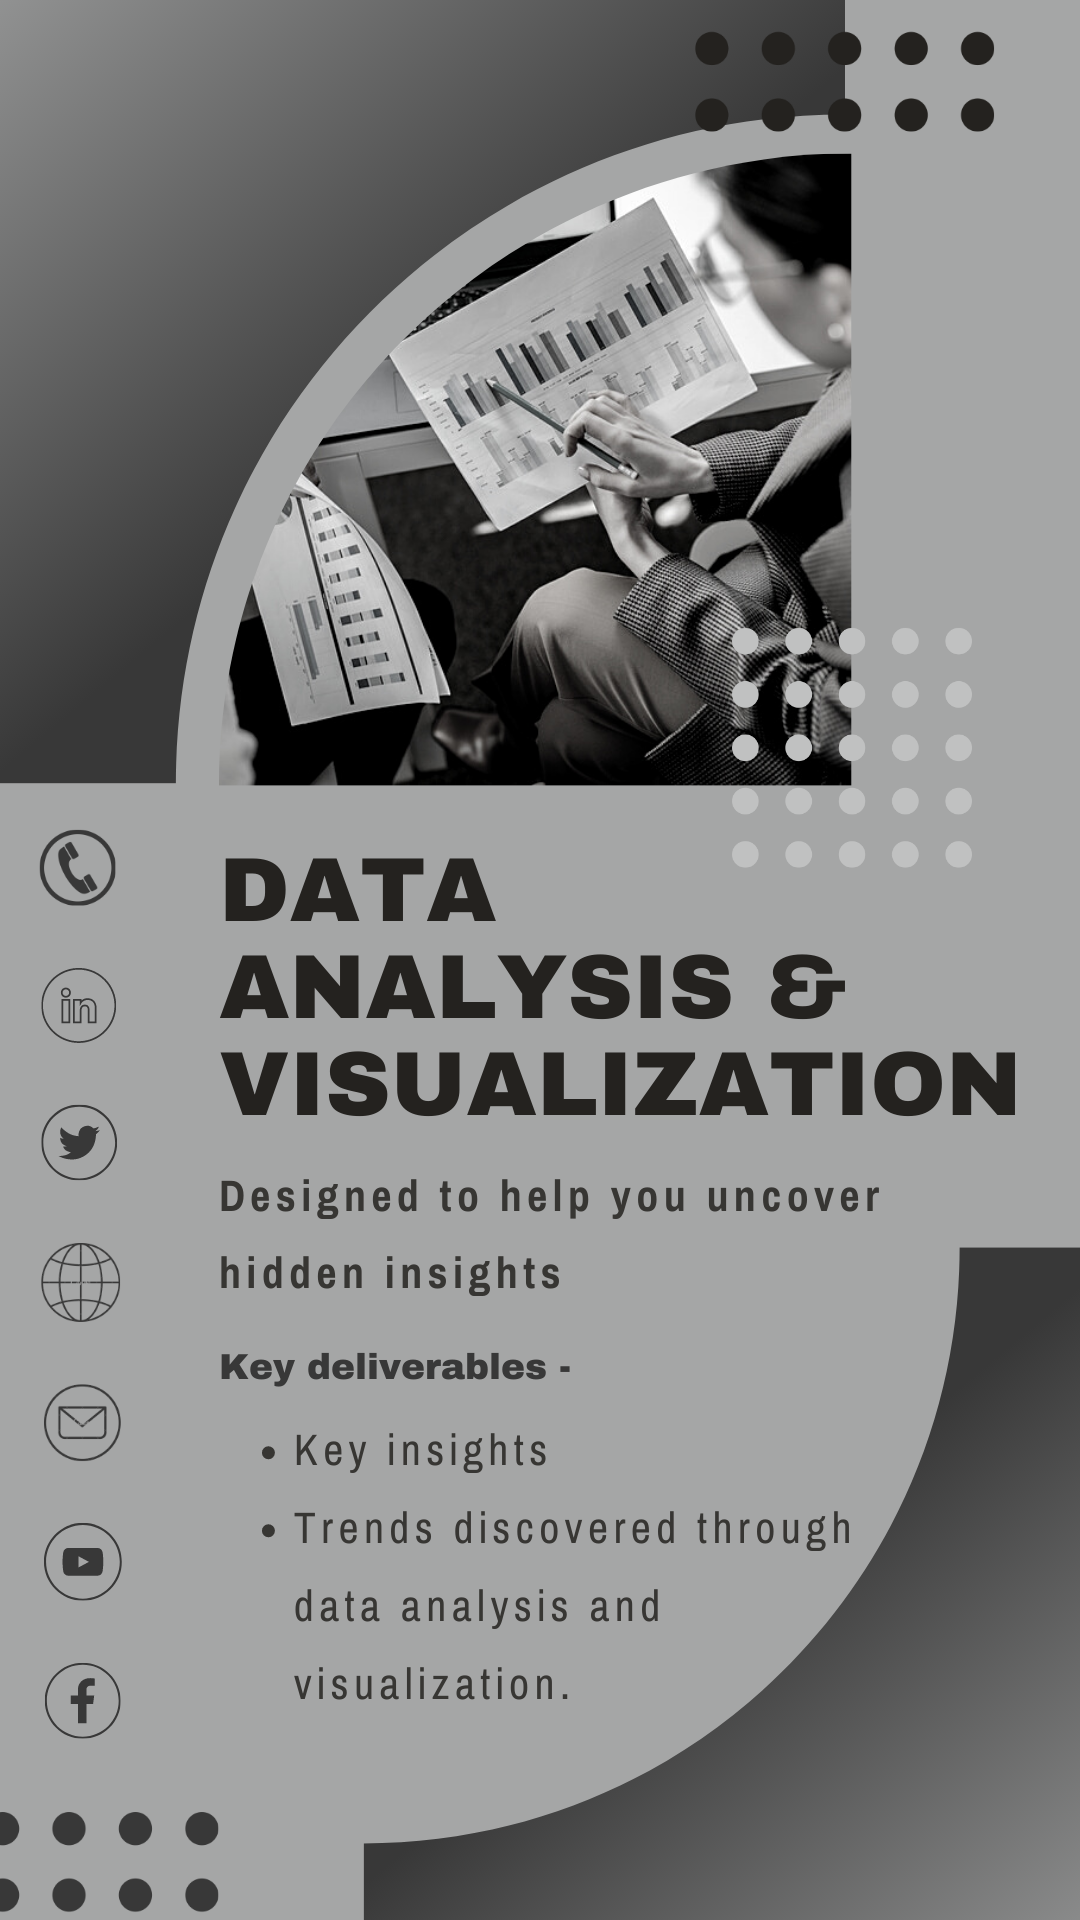 DATA
ANALYSIS &
VISUALIZATION
Designed to help you uncover
hidden insights
Key deliverables -
• Key insights
• Trends discovered through
data analysis and
visualization.
in